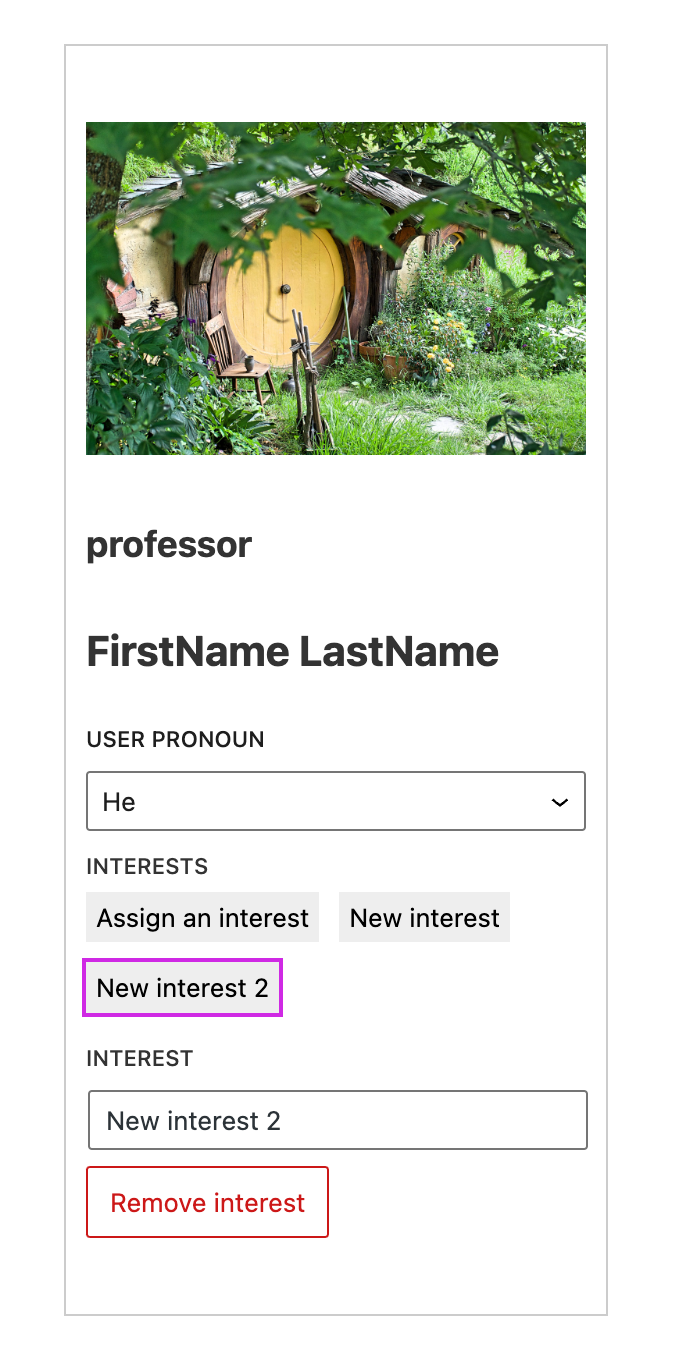 professor
FirstName LastName
USER PRONOUN
He
INTERESTS
Assign an interest New interest
New interest 2
INTEREST
New interest 2
Remove interest